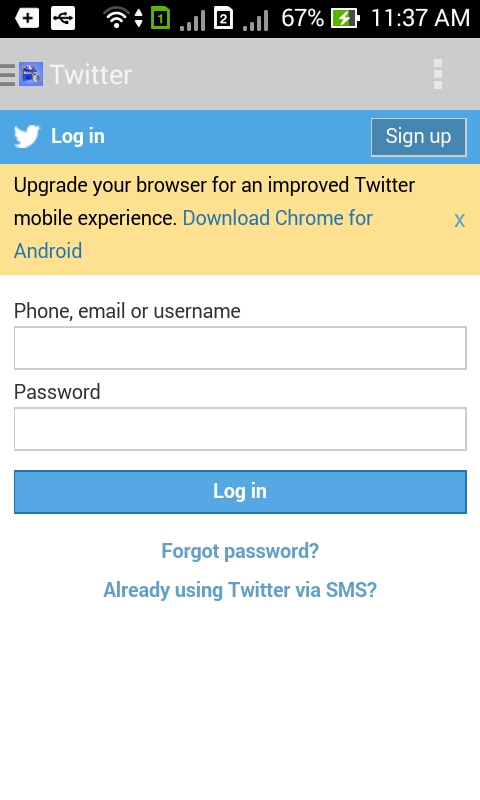 1 2 67% 11:37 AM
Twitter
Log in Sign up
Upgrade your browser for an improved Twitter
mobile experience. Download Chrome for
Android
x
Phone, email or username
Password
Log in
Forgot password?
Already using Twitter via SMS?